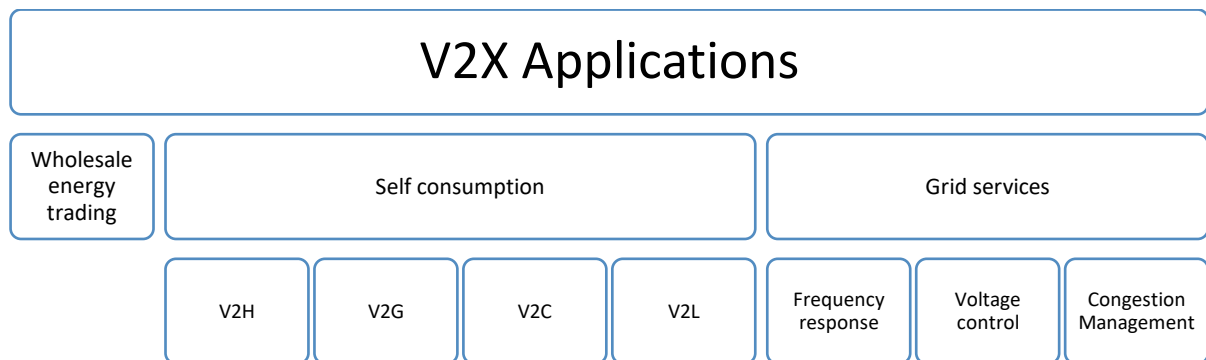 V2X Applications
Wholesale
energy
trading
Self consumption
Grid services
V2H
V2G
V2C
V2L
Frequency
response
Voltage
control
Congestion
Management